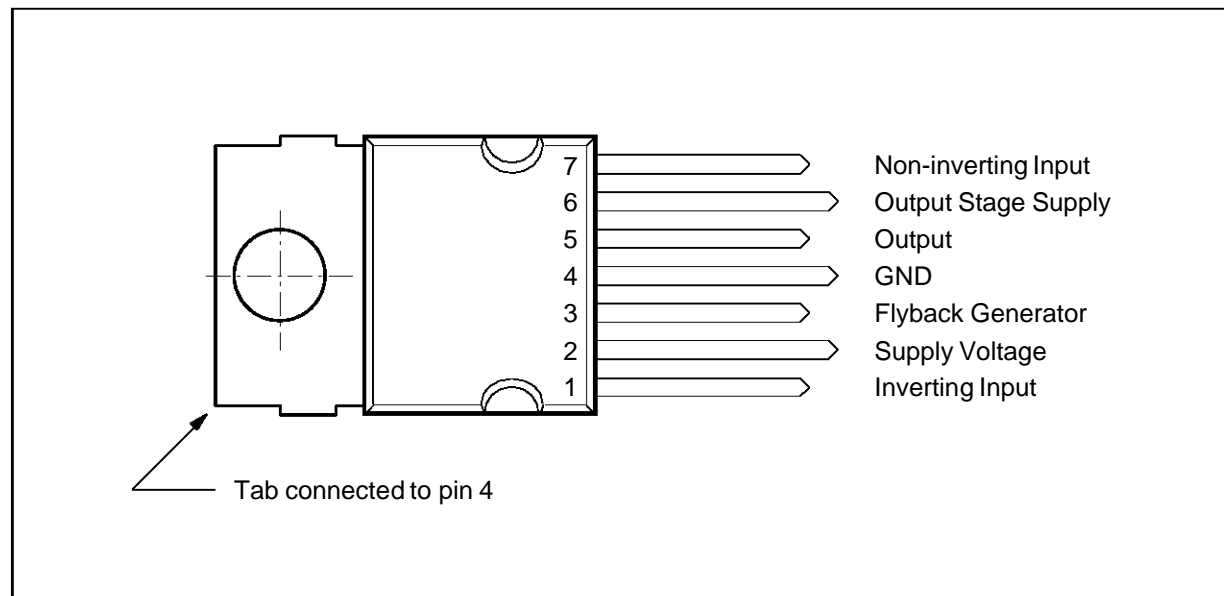 7 Non-inverting Input
6 Output Stage Supply
5 Output
4 GND
3 Flyback Generator
2 Supply Voltage
1 Inverting Input
Tab connected to pin 4